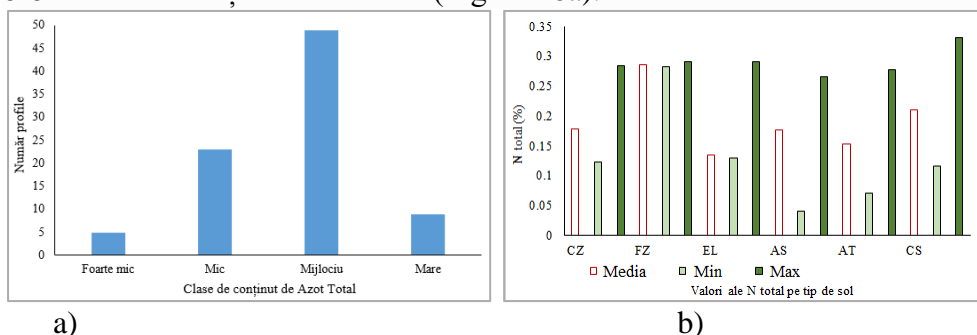 50
45
40
35
30
25
20
15
10
5
0
Număr profile
Foarte mic Mic Mijlociu Mare
Clase de conținut de Azot Total
0.35
0.3
0.25
0.2
0.15
0.1
0.05
0
N total (%)
CZ FZ EL AS AT CS
Media Min Max
Valori ale N total pe tip de sol
a) b)